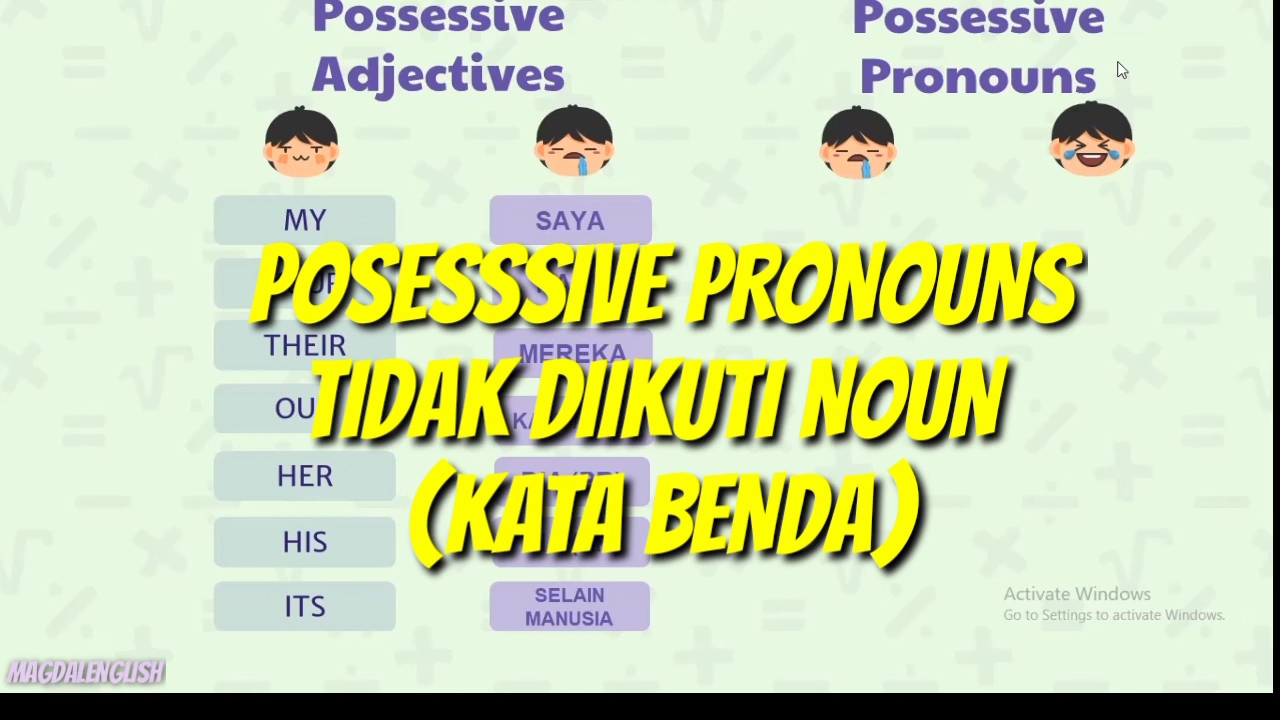 Possessive
Adjectives
Possessive
Pronouns
MY
SAYA
POSESSSIVE PRONOUNS
THEIR
MEREKA
TIDAK DIIKUTI NOUN
HER
(KATA BENDA)
HIS
ITS
SELAIN
MANUSIA
Activate Windows
Go to Settings to activate Windows.
MAGDALENGLISH